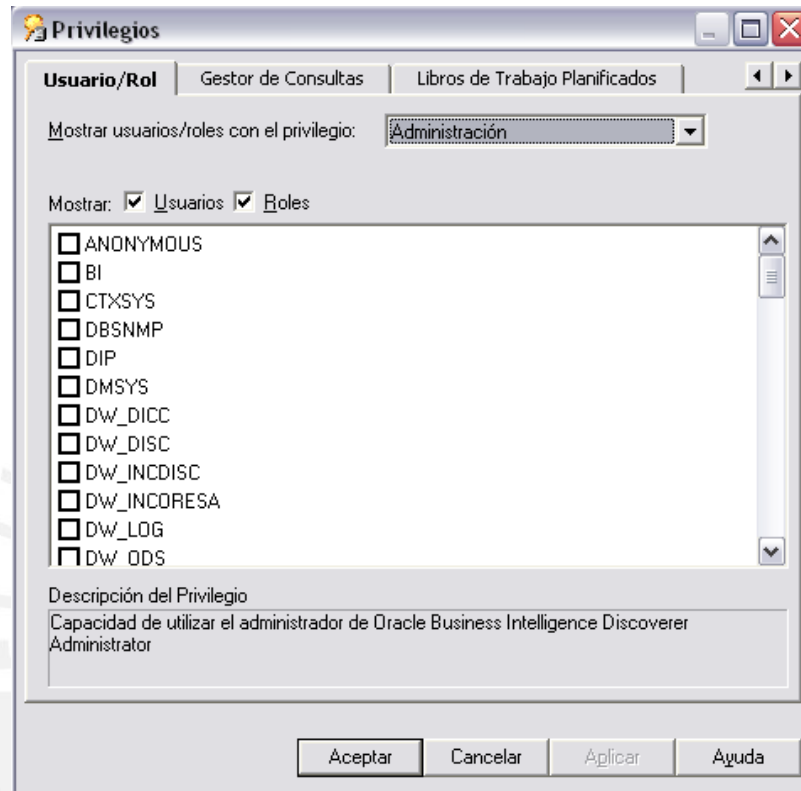 Privilegios
Usuario/Rol Gestor de Consultas Libros de Trabajo Planificados
Mostrar usuarios/roles con el privilegio: Administración
Mostrar: Usuarios Roles
ANONYMOUS
BI
CTXSYS
DBSNMP
DIP
DMSYS
DW_DICC
DW_DISC
DW_INCDISC
DW_INCORESA
DW_LOG
DW_ODS
Descripción del Privilegio
Capacidad de utilizar el administrador de Oracle Business Intelligence Discoverer
Administrator
Aceptar Cancelar Aplicar Ayuda